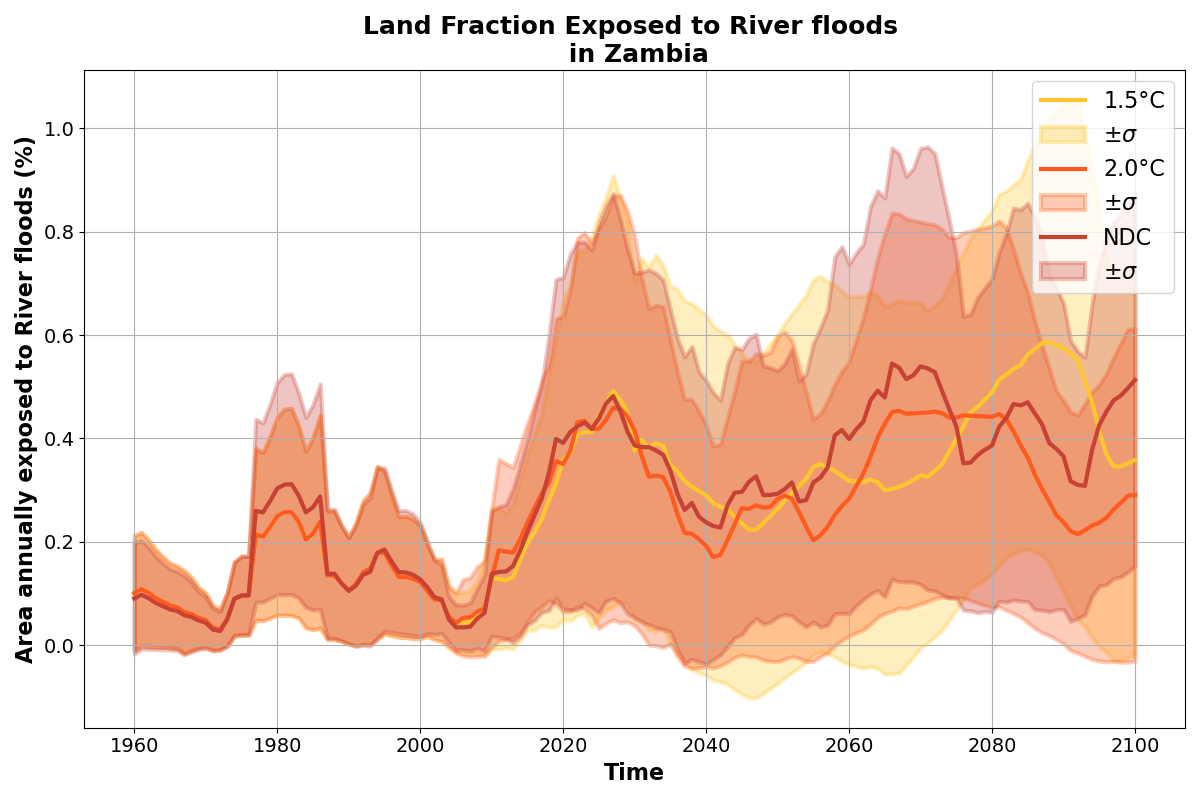 Land Fraction Exposed to River floods
in Zambia
Area annually exposed to River floods (%)
1.0
0.8
0.6
0.4
0.2
0.0
1960 1980 2000 2020 2040 2060 2080 2100
Time
1.5°C
±σ
2.0°C
±σ
NDC
±σ